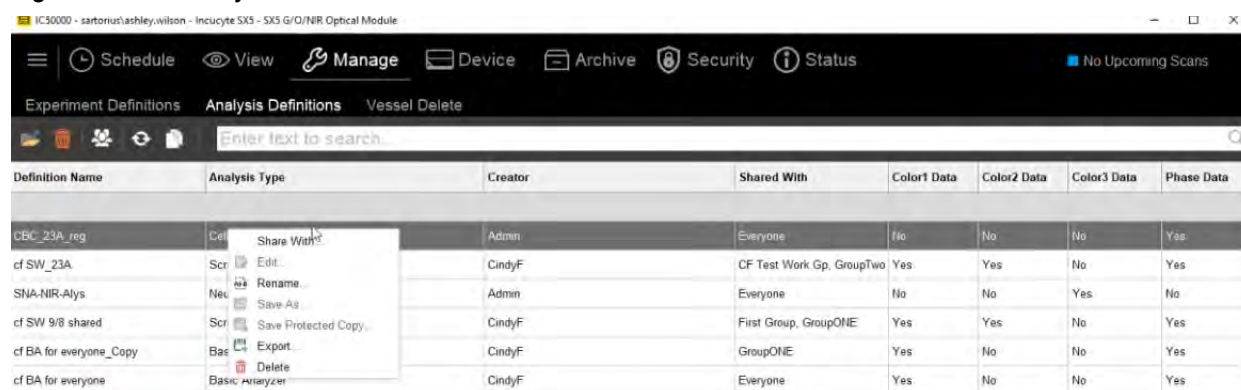 IC50000 - sartorius\ashley.wilson - Incucyte SX5 - SX5 G/O/NIR Optical Module
Schedule View Manage Device Archive Security Status No Upcoming Scans
Experiment Definitions Analysis Definitions Vessel Delete
Enter text to search...
Definition Name Analysis Type Creator Shared With Color1 Data Color2 Data Color3 Data Phase Data
CBC_23A_reg Cel Admin Everyone No No No Yes
Share With...
cf SW_23A Scr CindyF CF Test Work Gp, GroupTwo Yes Yes No Yes
Edit...
Rename...
SNA-NIR-Alys Neu Admin Everyone No No Yes No
Save As...
cf SW 9/8 shared Scr CindyF First Group, GroupONE Yes Yes No Yes
Save Protected Copy...
cf BA for everyone_Copy Bas CindyF GroupONE Yes No No Yes
Export...
Delete
cf BA for everyone Basic Analyzer CindyF Everyone Yes No No Yes